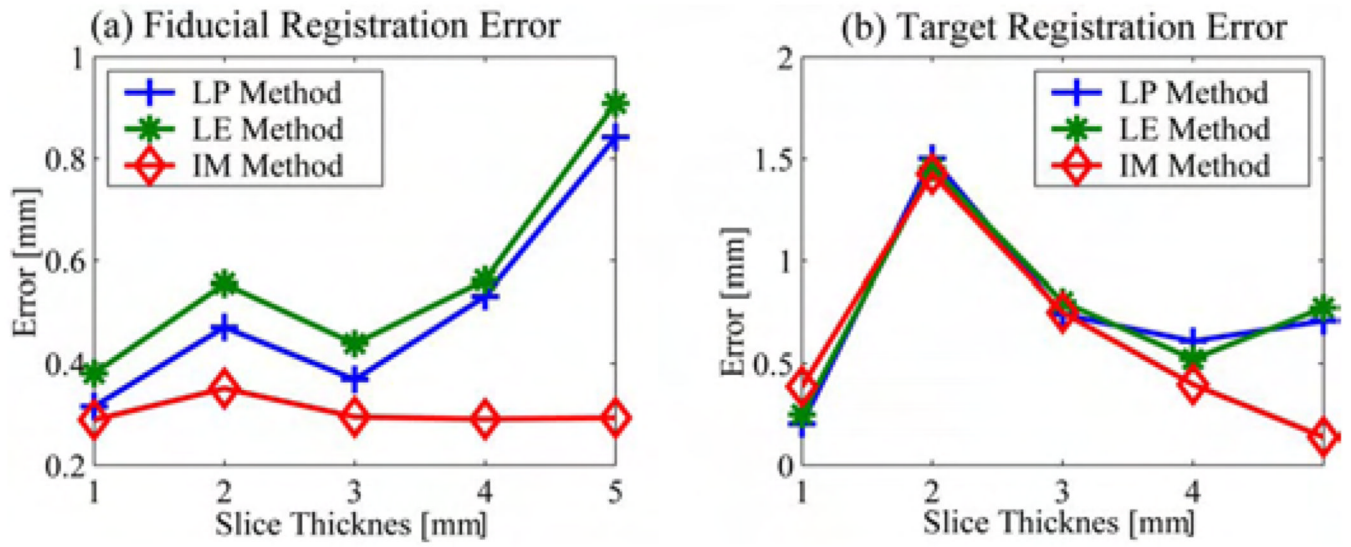 (a) Fiducial Registration Error
1
0.8
0.6
0.4
0.2
Error [mm]
LP Method
LE Method
IM Method
1 2 3 4 5
Slice Thicknes [mm]
(b) Target Registration Error
2
1.5
1
0.5
0
Error [mm]
LP Method
LE Method
IM Method
1 2 3 4
Slice Thicknes [mm]